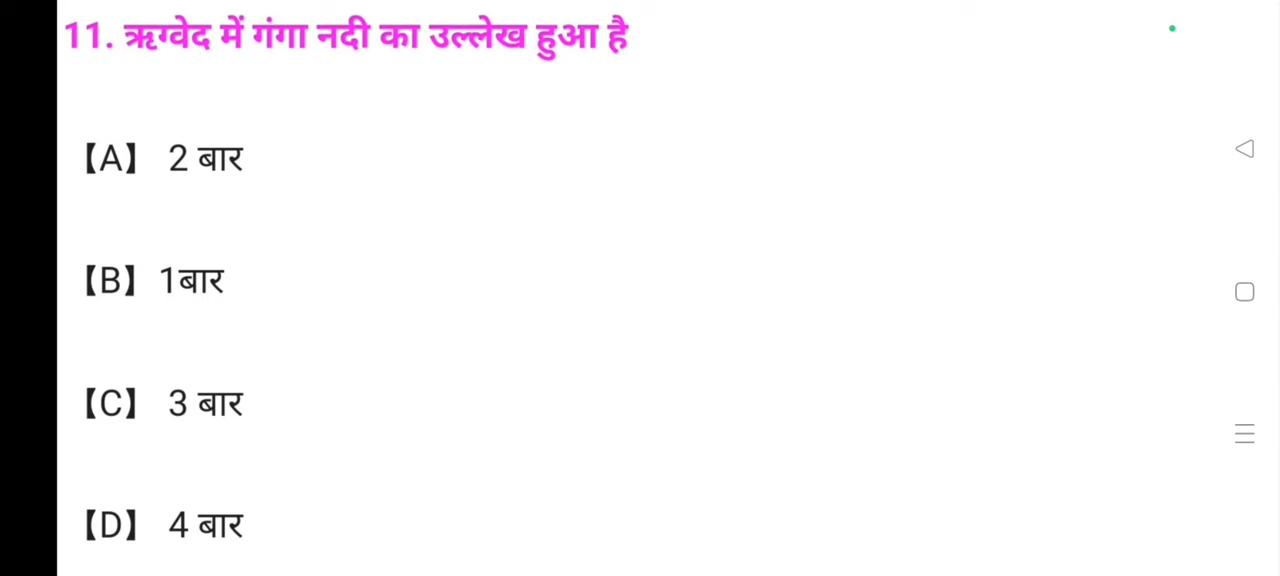 11. ऋग्वेद में गंगा नदी का उल्लेख हुआ है
【A】 2 बार
【B】 1बार
【C】 3 बार
【D】 4 बार